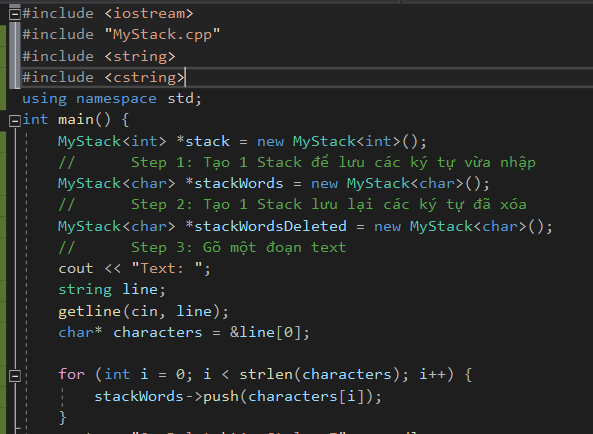 #include <iostream>
#include "MyStack.cpp"
#include <string>
#include <cstring>
using namespace std;
int main() {
MyStack<int> *stack = new MyStack<int>();
// Step 1: Tạo 1 Stack để lưu các ký tự vừa nhập
MyStack<char> *stackWords = new MyStack<char>();
// Step 2: Tạo 1 Stack lưu lại các ký tự đã xóa
MyStack<char> *stackWordsDeleted = new MyStack<char>();
// Step 3: Gõ một đoạn text
cout << "Text: ";
string line;
getline(cin, line);
char* characters = &line[0];
for (int i = 0; i < strlen(characters); i++) {
stackWords->push(characters[i]);
}